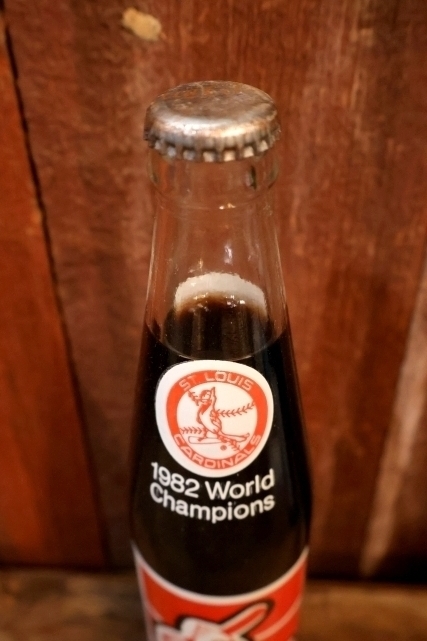 ST. LOUIS
CARDINALS
1982 World
Champions